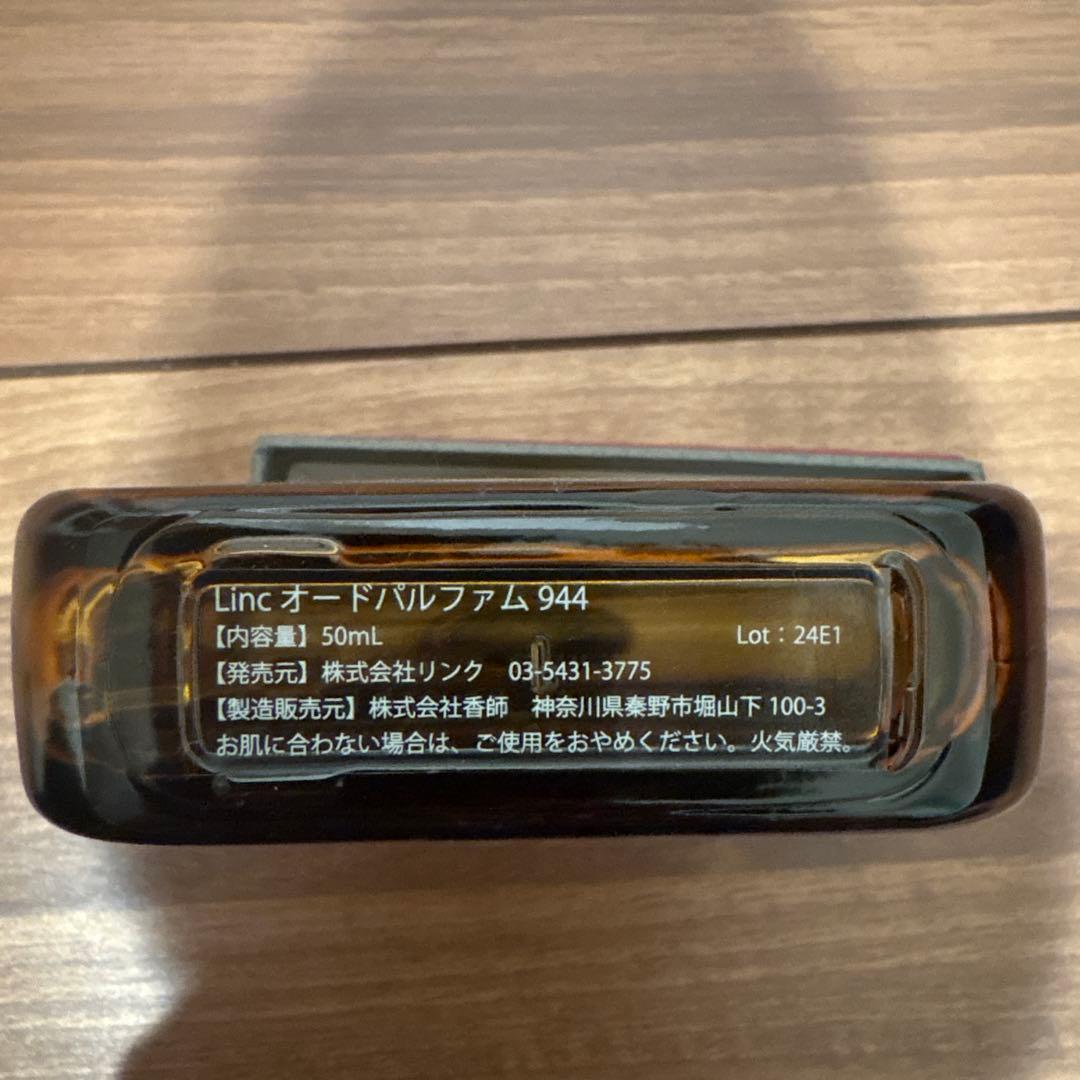 Linc オードパルファム 944
【内容量】 50mL Lot：24E1
【発売元】 株式会社リンク 03-5431-3775
【製造販売元】 株式会社香師 神奈川県秦野市堀山下 100-3
お肌に合わない場合は、ご使用をおやめください。火気厳禁。